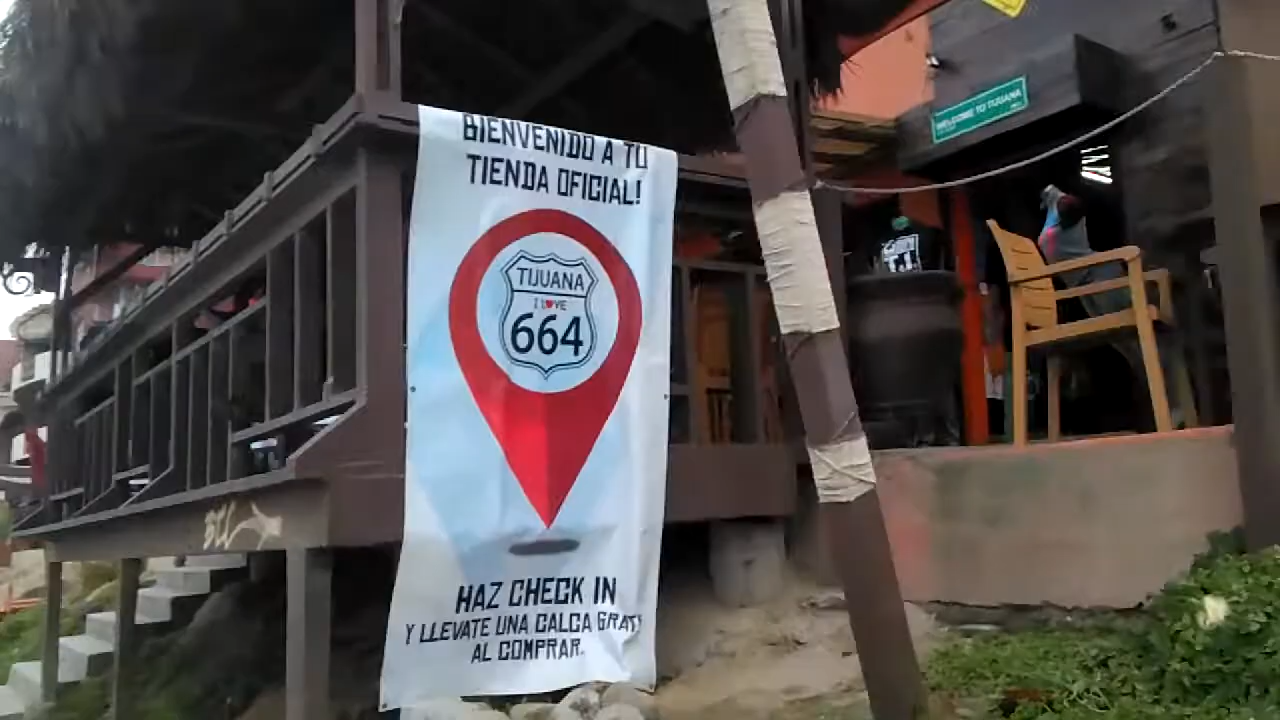 BIENVENIDO A TU
TIENDA OFICIAL!
TIJUANA
I LOVE
664
HAZ CHECK IN
Y LLEVATE UNA CALCA GRATIS
AL COMPRAR.
WELCOME TO TIJUANA